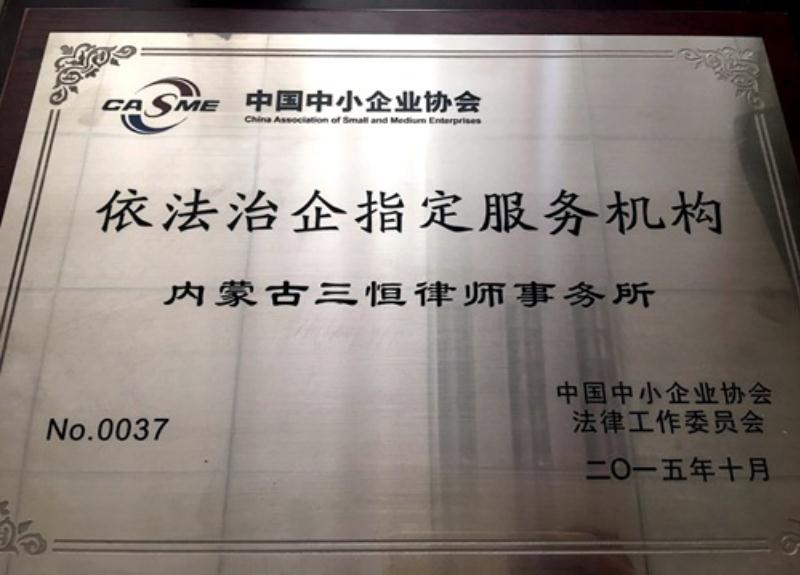 CASME
中国中小企业协会
China Association of Small and Medium Enterprises
依法治企指定服务机构
内蒙古三恒律师事务所
中国中小企业协会
法律工作委员会
No.0037
二〇一五年十月